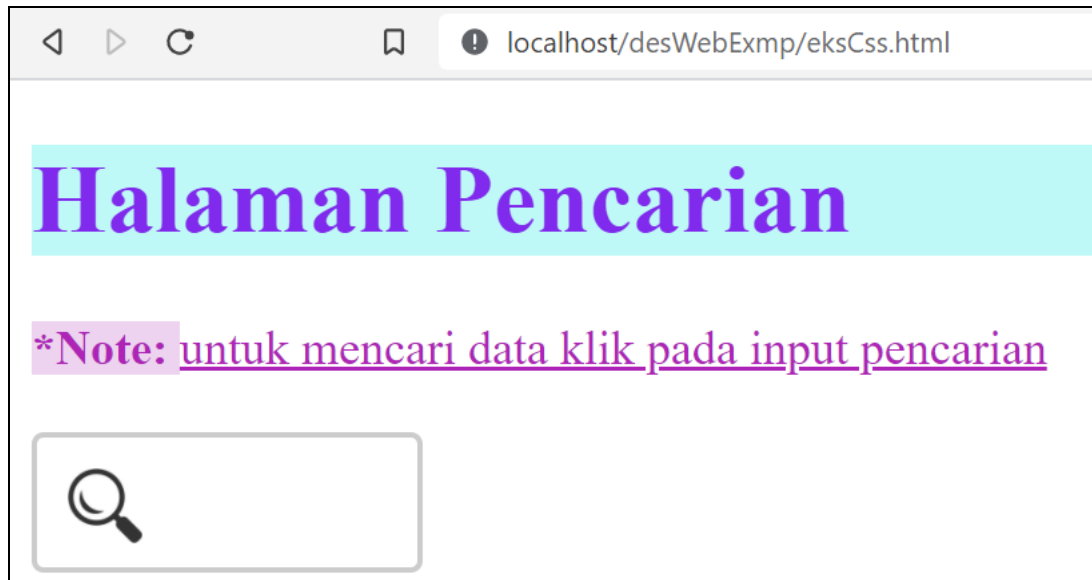 localhost/desWebExmp/eksCss.html
Halaman Pencarian
*Note: untuk mencari data klik pada input pencarian